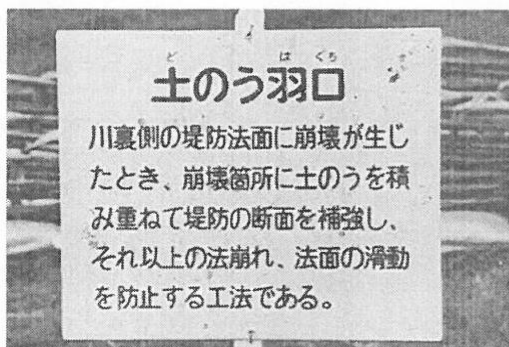 ど は くち
土のう羽口
川裏側の堤防法面に崩壊が生じ
たとき、崩壊箇所に土のうを積
み重ねて堤防の断面を補強し、
それ以上の法崩れ、法面の滑動
を防止する工法である。